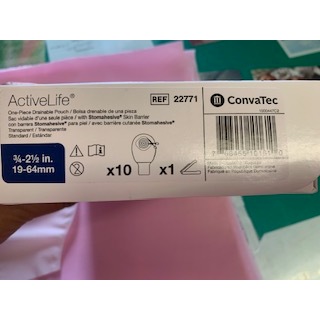 ActiveLife®
One-Piece Drainable Pouch / Bolsa drenable de una pieza
Sac vidable d'une seule pièce / with Stomahesive® Skin Barrier
con barrera Stomahesive® para piel / avec barrière cutanée Stomahesive®
Transparent / Transparente
Standard / Estándar
REF 22771
ConvaTec
¾-2½ in.
19-64mm
x10
x1